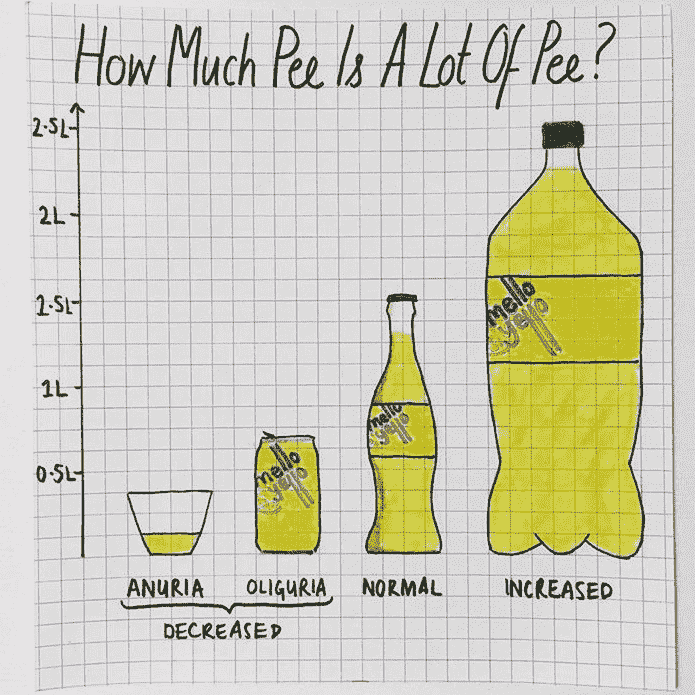 How Much Pee Is A Lot Of Pee?
2.5L
2L
1.5L
1L
0.5L
mello
yello
mello
yello
mello
yello
ANURIA
OLIGURIA
NORMAL
INCREASED
DECREASED